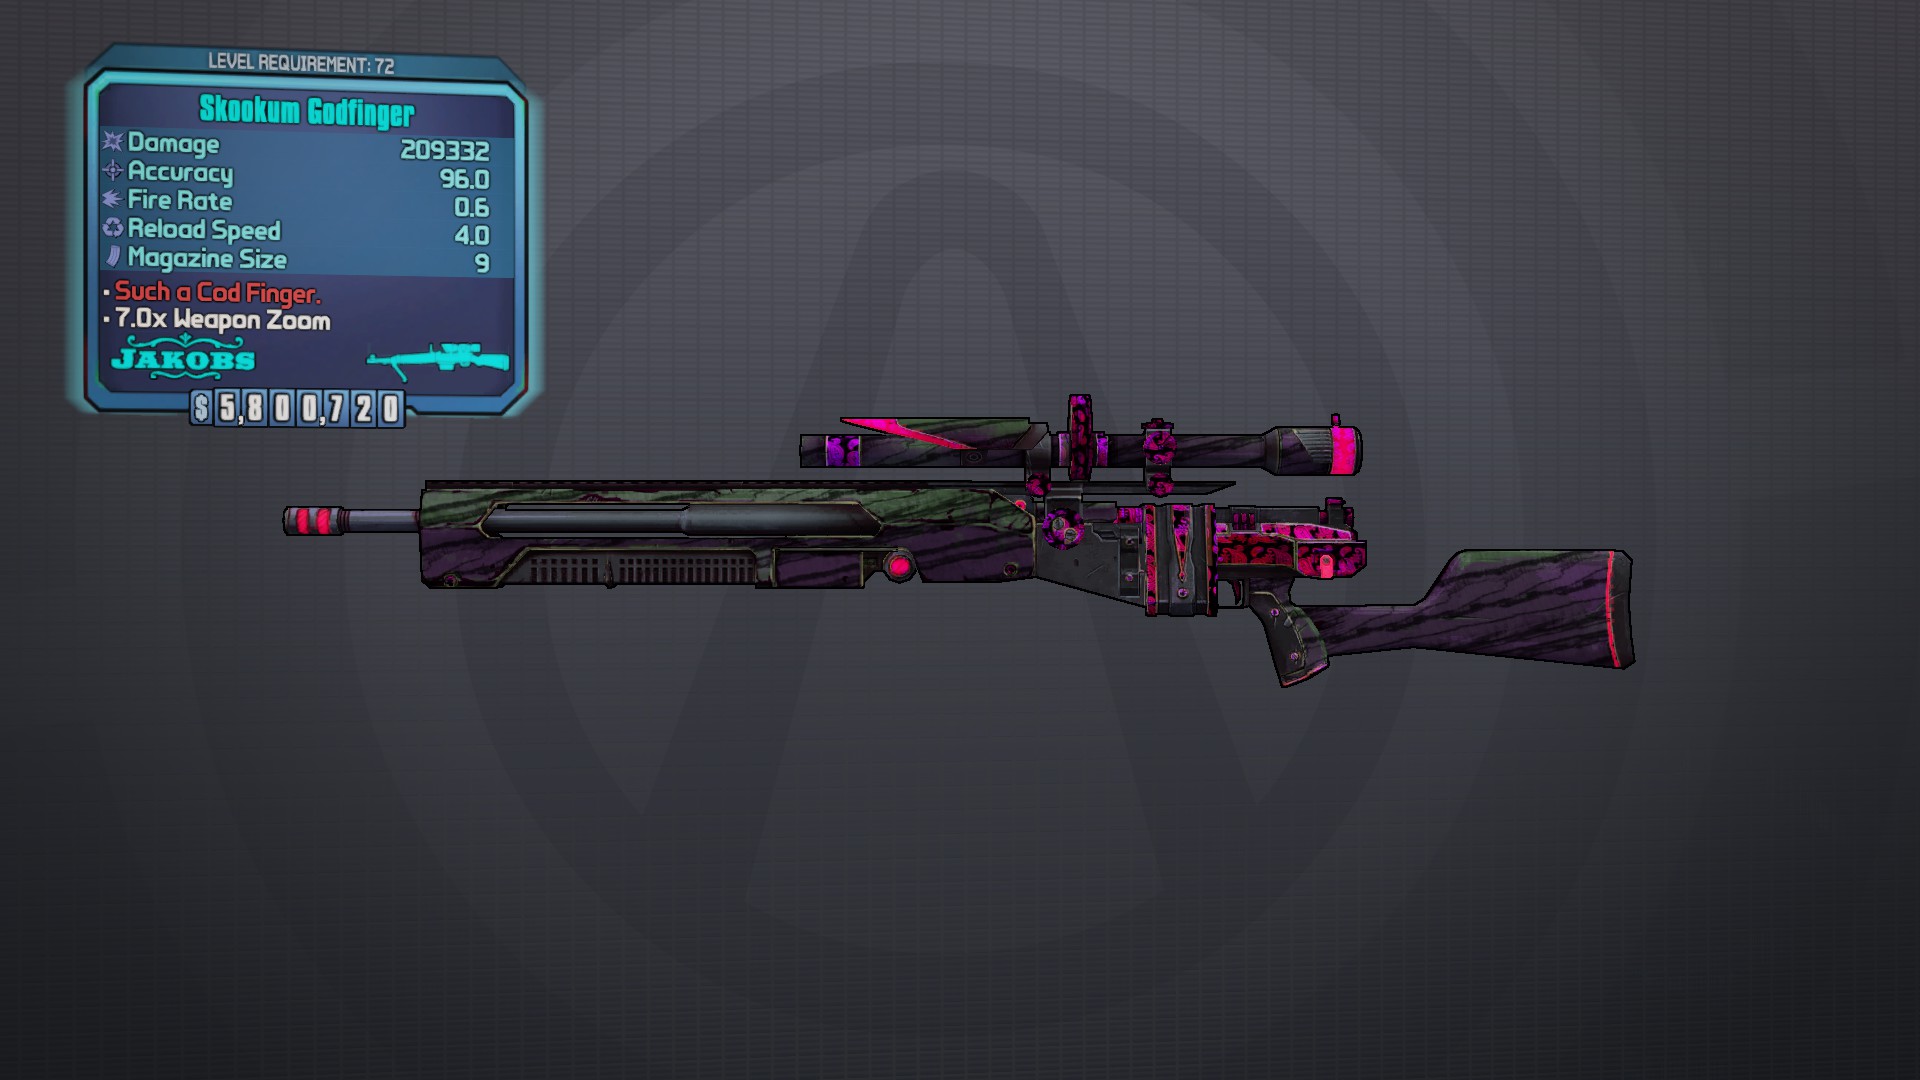 LEVEL REQUIREMENT: 72
Skookum Godfinger
Damage 209332
Accuracy 96.0
Fire Rate 0.6
Reload Speed 4.0
Magazine Size 9
• Such a Cod Finger.
• 7.0x Weapon Zoom
JAKOBS
$5,800,720